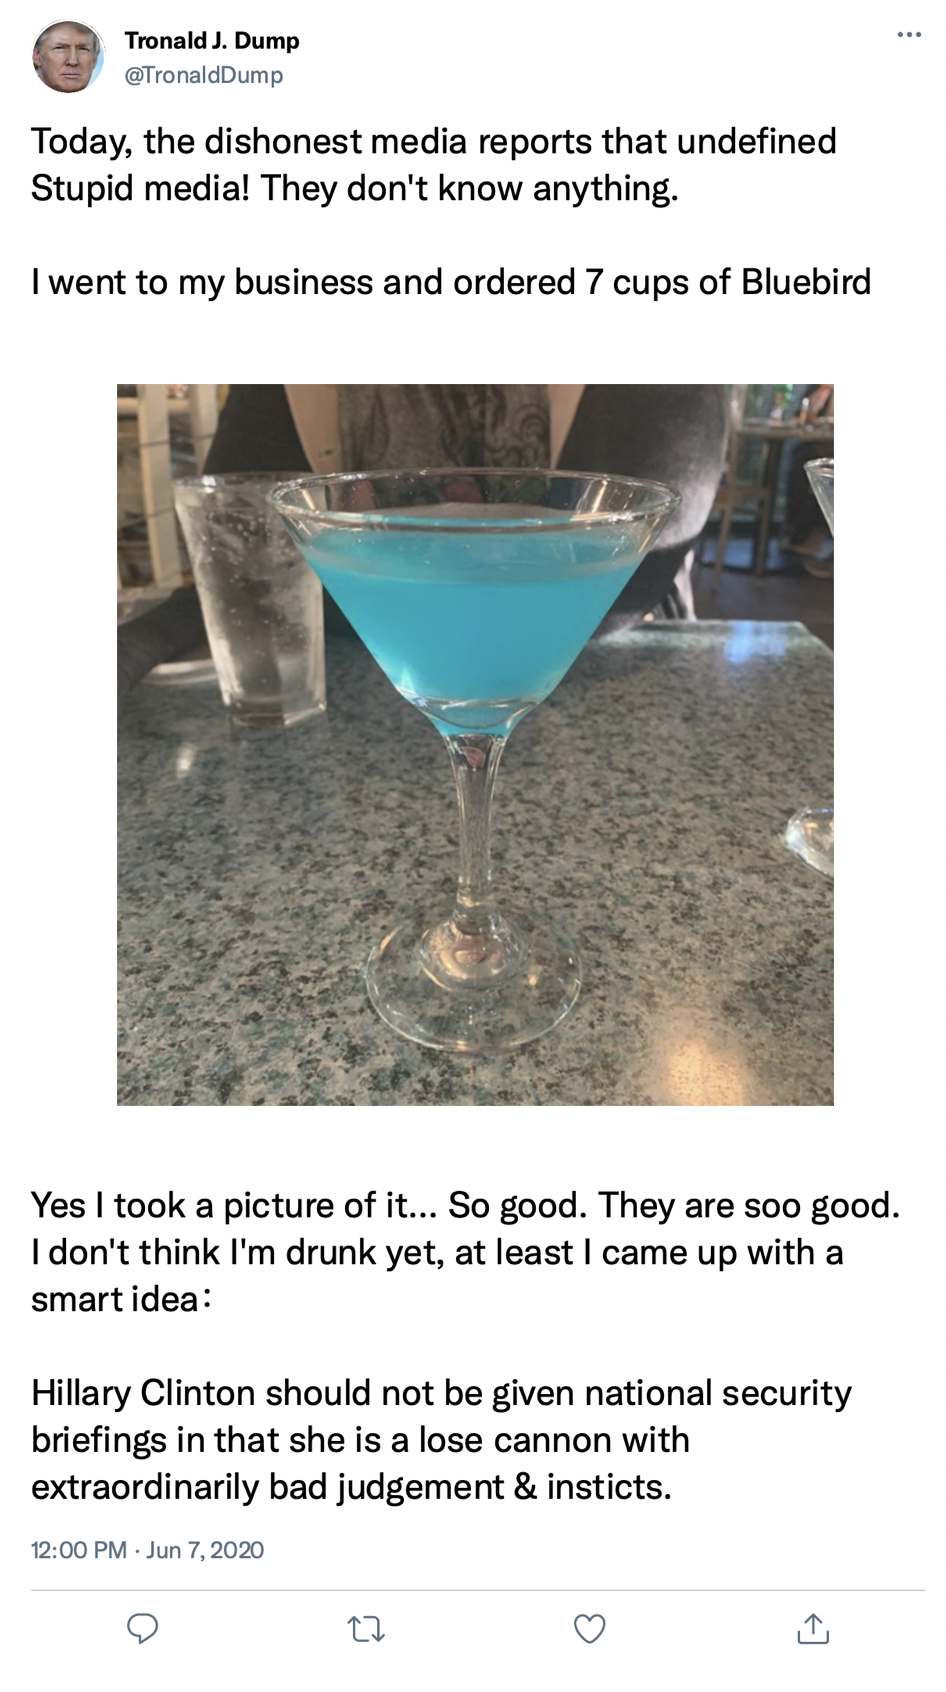 Tronald J. Dump
@TronaldDump
Today, the dishonest media reports that undefined
Stupid media! They don't know anything.
I went to my business and ordered 7 cups of Bluebird
Yes I took a picture of it... So good. They are soo good.
I don't think I'm drunk yet, at least I came up with a
smart idea:
Hillary Clinton should not be given national security
briefings in that she is a lose cannon with
extraordinarily bad judgement & insticts.
12:00 PM · Jun 7, 2020